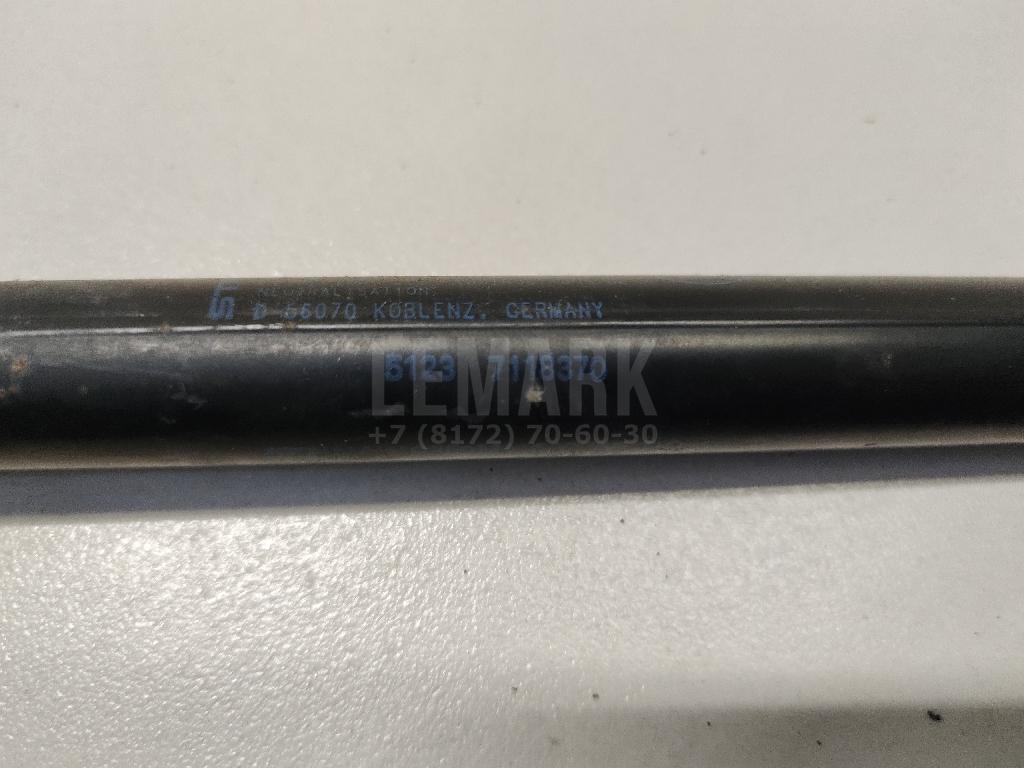 D-56070 KOBLENZ, GERMANY
5123 7118370
LEMARK
+7 (8172) 70-60-30